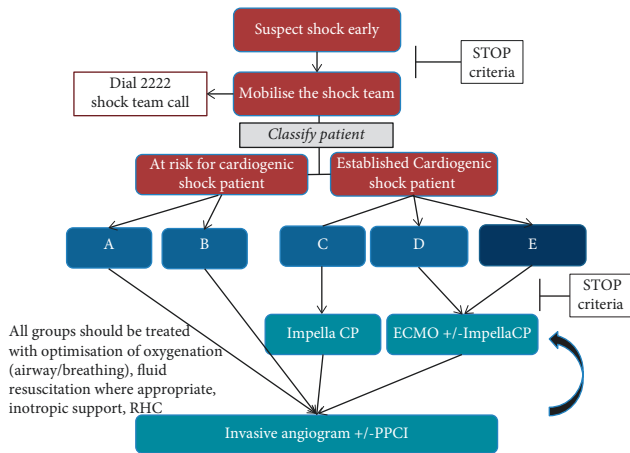 Suspect shock early
STOP
criteria
Dial 2222
shock team call
Mobilise the shock team
Classify patient
At risk for cardiogenic
shock patient
Established Cardiogenic
shock patient
A
B
C
D
E
STOP
criteria
All groups should be treated
with optimisation of oxygenation
(airway/breathing), fluid
resuscitation where appropriate,
inotropic support, RHC
Impella CP
ECMO +/-ImpellaCP
Invasive angiogram +/-PPCI